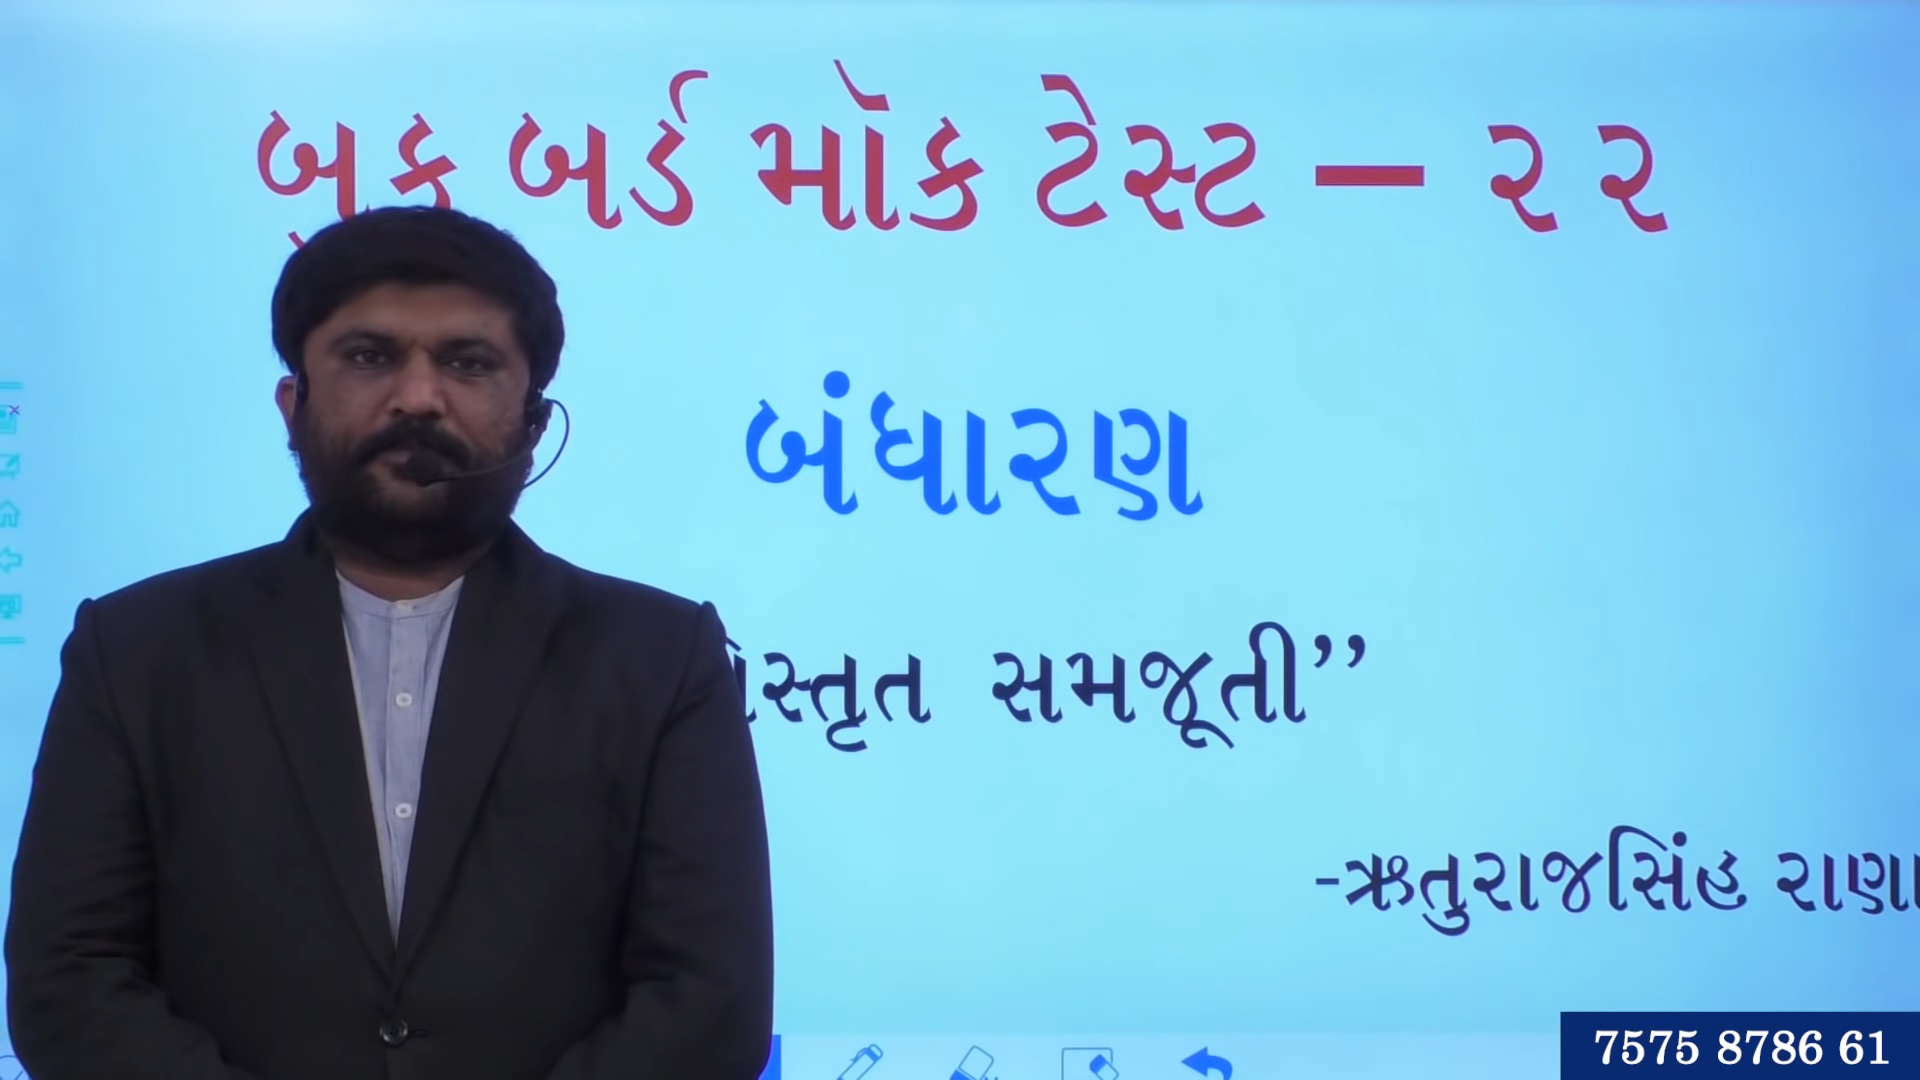 બુક બર્ડ મૉક ટેસ્ટ – ૨૨
બંધારણ
સમજૂતી’’
-ઋતુરાજસિંહ રાણા
7575 8786 61